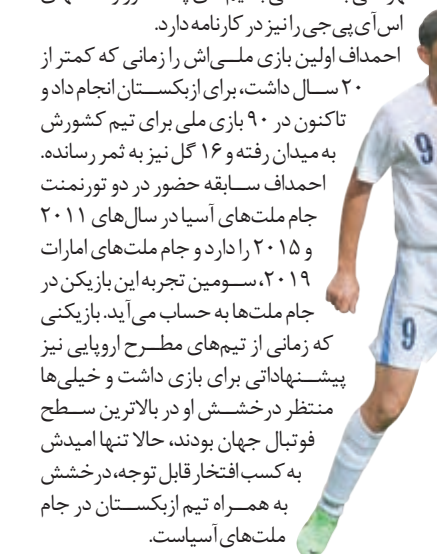 اس‌آی‌پی‌جی را نیز در کارنامه دارد.
احمداف اولین بازی ملی‌اش را زمانی که کمتر از
۲۰ سال داشت، برای ازبکستان انجام داد و
تاکنون در ۹۰ بازی ملی برای تیم کشورش
به میدان رفته و ۱۶ گل نیز به ثمر رسانده.
احمداف سابقه حضور در دو تورنمنت
جام ملت‌های آسیا در سال‌های ۲۰۱۱
و ۲۰۱۵ را دارد و جام ملت‌های امارات
۲۰۱۹، سومین تجربه این بازیکن در
جام ملت‌ها به حساب می‌آید. بازیکنی
که زمانی از تیم‌های مطرح اروپایی نیز
پیشنهاداتی برای بازی داشت و خیلی‌ها
منتظر درخشش او در بالاترین سطح
فوتبال جهان بودند، حالا تنها امیدش
به کسب افتخار قابل توجه، درخشش
به همراه تیم ازبکستان در جام
ملت‌های آسیاست.
9
9